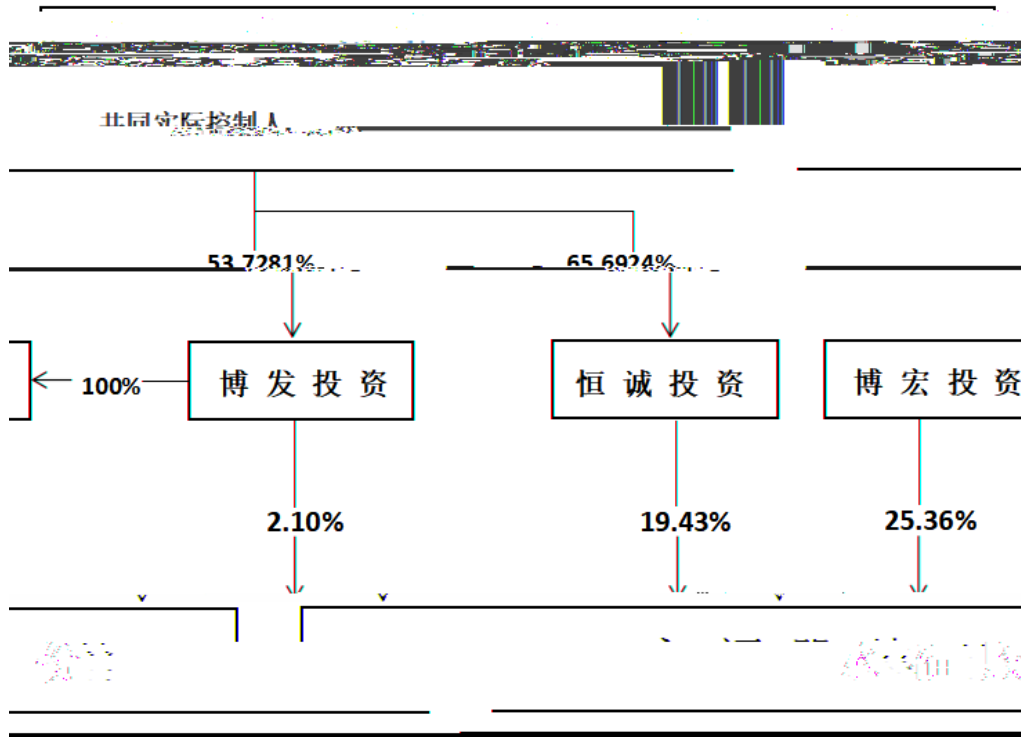 共同实际控制人
53.7281%
65.6924%
100%
博发投资
恒诚投资
博宏投资
2.10%
19.43%
25.36%